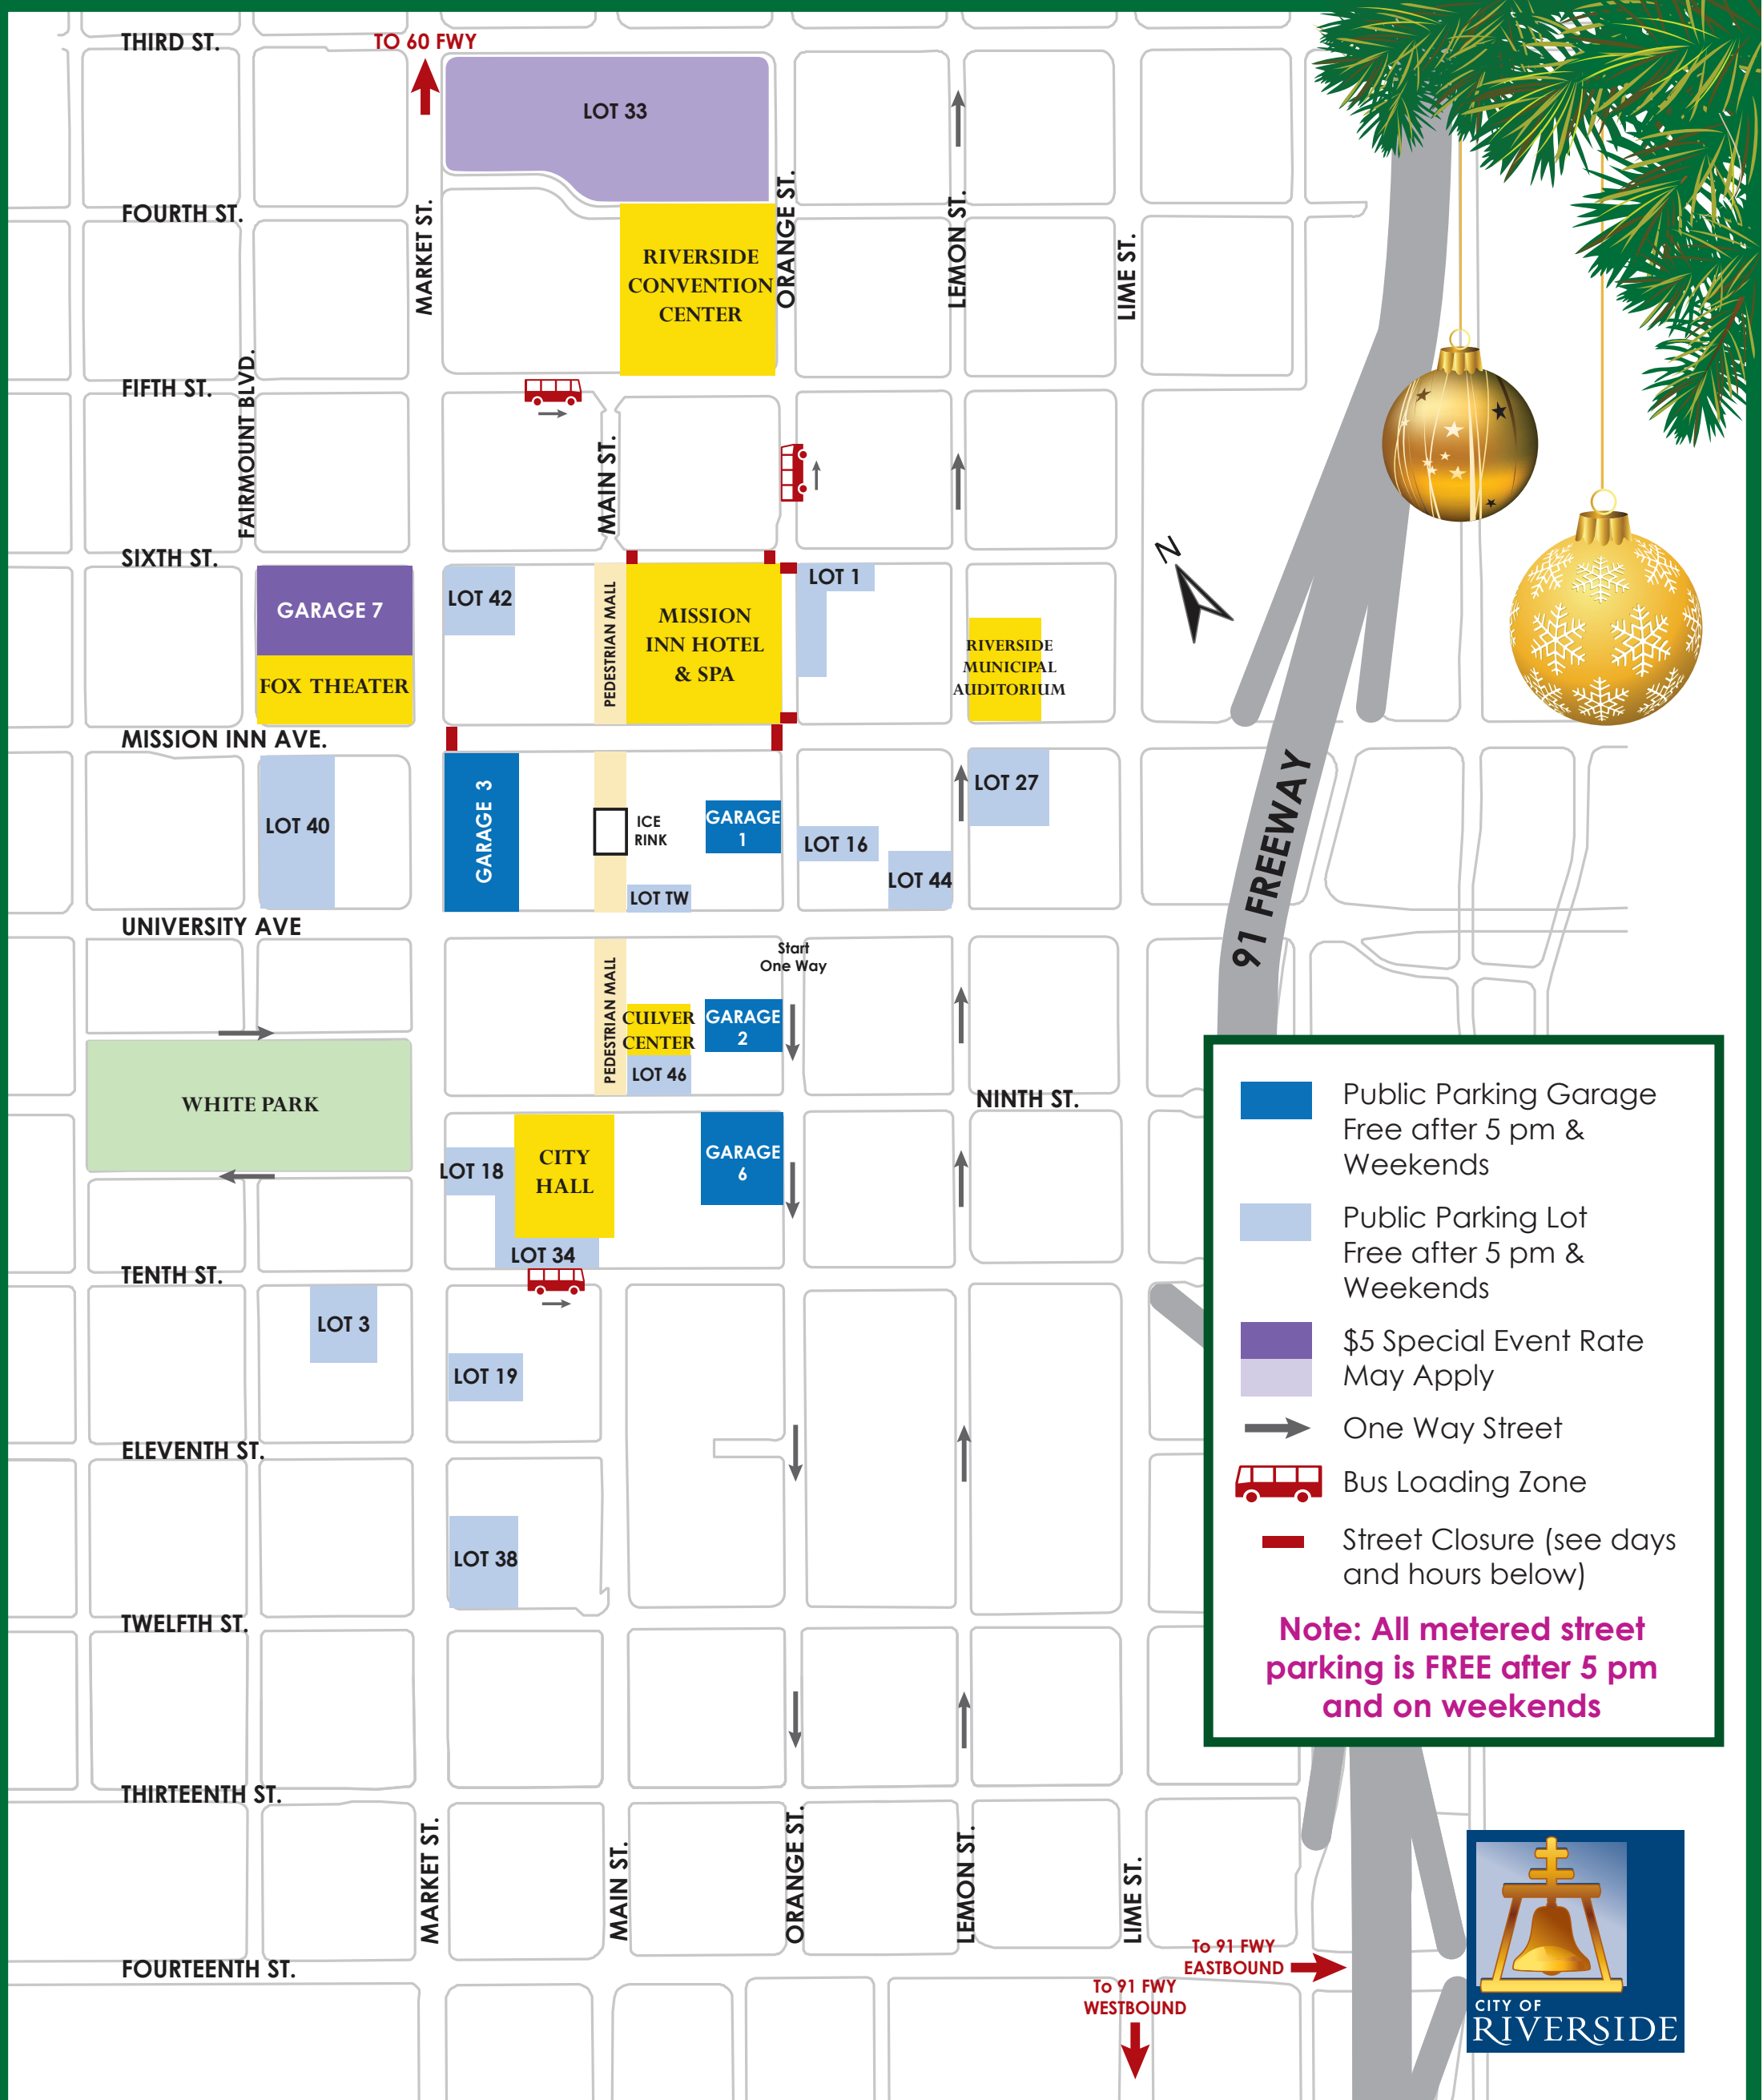 THIRD ST.
TO 60 FWY
LOT 33
FOURTH ST.
MARKET ST.
ORANGE ST.
LEMON ST.
LIME ST.
RIVERSIDE
CONVENTION
CENTER
FIFTH ST.
FAIRMOUNT BLVD.
MAIN ST.
N
SIXTH ST.
GARAGE 7
FOX THEATER
LOT 42
PEDESTRIAN MALL
MISSION
INN HOTEL
& SPA
LOT 1
RIVERSIDE
MUNICIPAL
AUDITORIUM
MISSION INN AVE.
LOT 40
GARAGE 3
ICE
RINK
GARAGE
1
LOT TW
LOT 16
LOT 44
LOT 27
91 FREEWAY
UNIVERSITY AVE
Start
One Way
PEDESTRIAN MALL
CULVER
CENTER
LOT 46
GARAGE
2
WHITE PARK
NINTH ST.
LOT 18
CITY
HALL
GARAGE
6
LOT 34
TENTH ST.
LOT 3
LOT 19
ELEVENTH ST.
LOT 38
TWELFTH ST.
Public Parking Garage
Free after 5 pm &
Weekends
Public Parking Lot
Free after 5 pm &
Weekends
$5 Special Event Rate
May Apply
One Way Street
Bus Loading Zone
Street Closure (see days
and hours below)
Note: All metered street
parking is FREE after 5 pm
and on weekends
THIRTEENTH ST.
MARKET ST.
MAIN ST.
ORANGE ST.
LEMON ST.
LIME ST.
FOURTEENTH ST.
To 91 FWY
EASTBOUND
To 91 FWY
WESTBOUND
CITY OF
RIVERSIDE